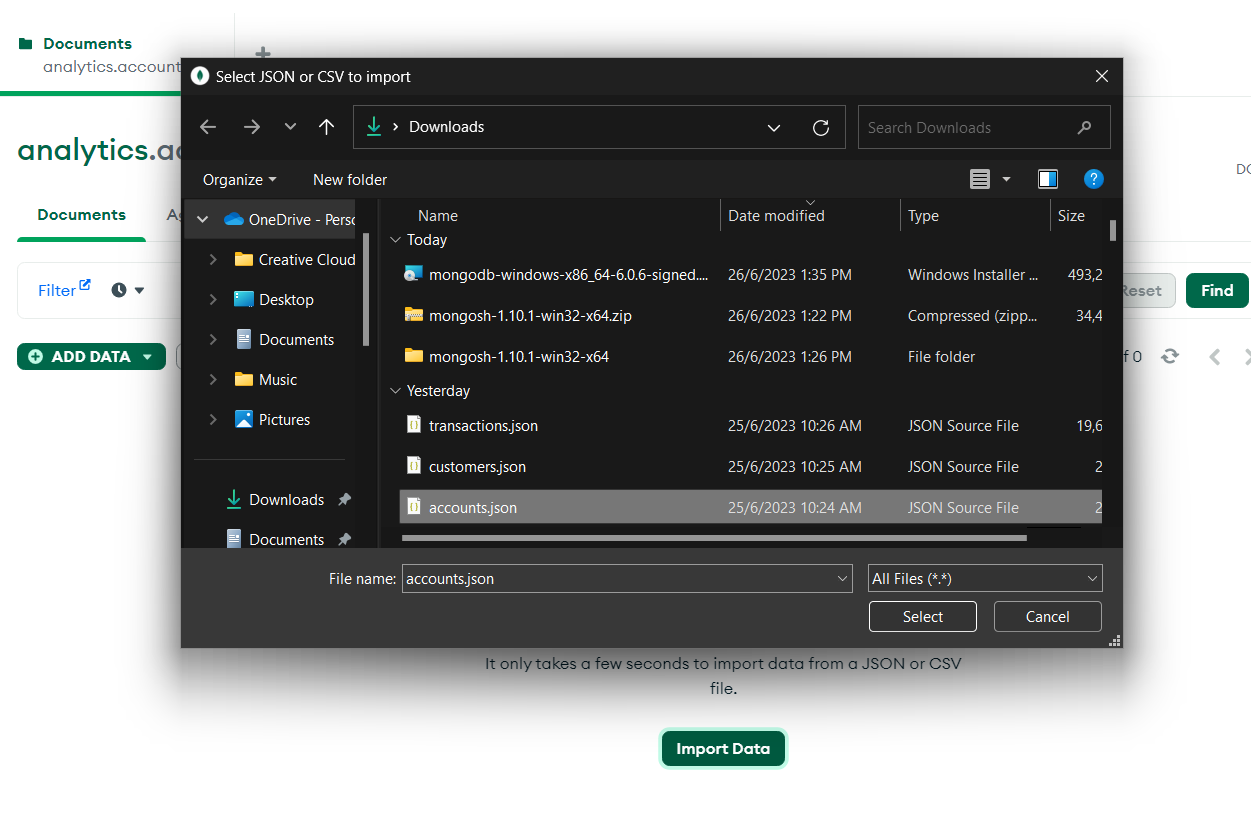 Documents
analytics.account
Select JSON or CSV to import
Downloads
Search Downloads
analytics.ac
Organize
New folder
?
DO
Documents
Ag
OneDrive - Perso
Name
Date modified
Type
Size
Today
Creative Cloud
mongodb-windows-x86_64-6.0.6-signed....
26/6/2023 1:35 PM
Windows Installer ...
493,2
Filter
Reset
Find
Desktop
mongosh-1.10.1-win32-x64.zip
26/6/2023 1:22 PM
Compressed (zipp...
34,4
Documents
ADD DATA
mongosh-1.10.1-win32-x64
26/6/2023 1:26 PM
File folder
f 0
Music
Yesterday
Pictures
transactions.json
25/6/2023 10:26 AM
JSON Source File
19,6
customers.json
25/6/2023 10:25 AM
JSON Source File
2
Downloads
accounts.json
25/6/2023 10:24 AM
JSON Source File
2
Documents
File name:
accounts.json
All Files (*.*)
Select
Cancel
It only takes a few seconds to import data from a JSON or CSV
file.
Import Data